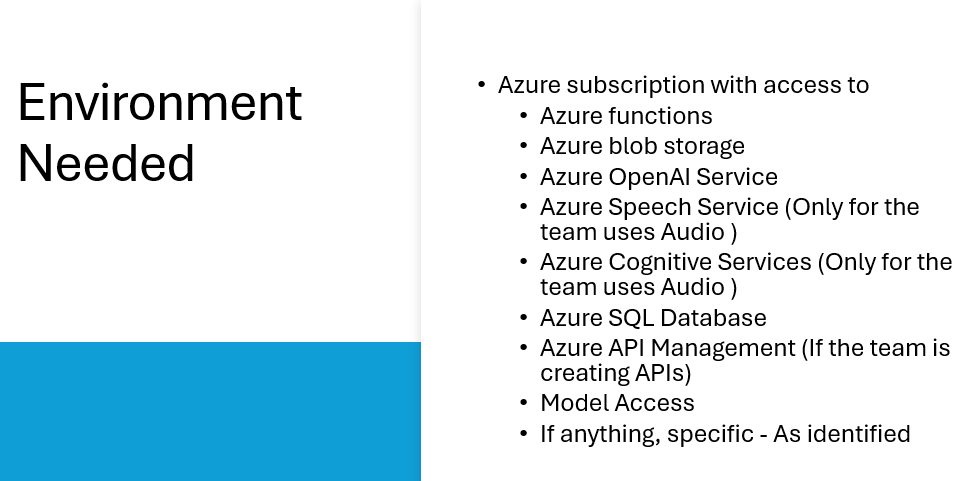 Environment
Needed
• Azure subscription with access to
• Azure functions
• Azure blob storage
• Azure OpenAI Service
• Azure Speech Service (Only for the
team uses Audio )
• Azure Cognitive Services (Only for the
team uses Audio )
• Azure SQL Database
• Azure API Management (If the team is
creating APIs)
• Model Access
• If anything, specific - As identified